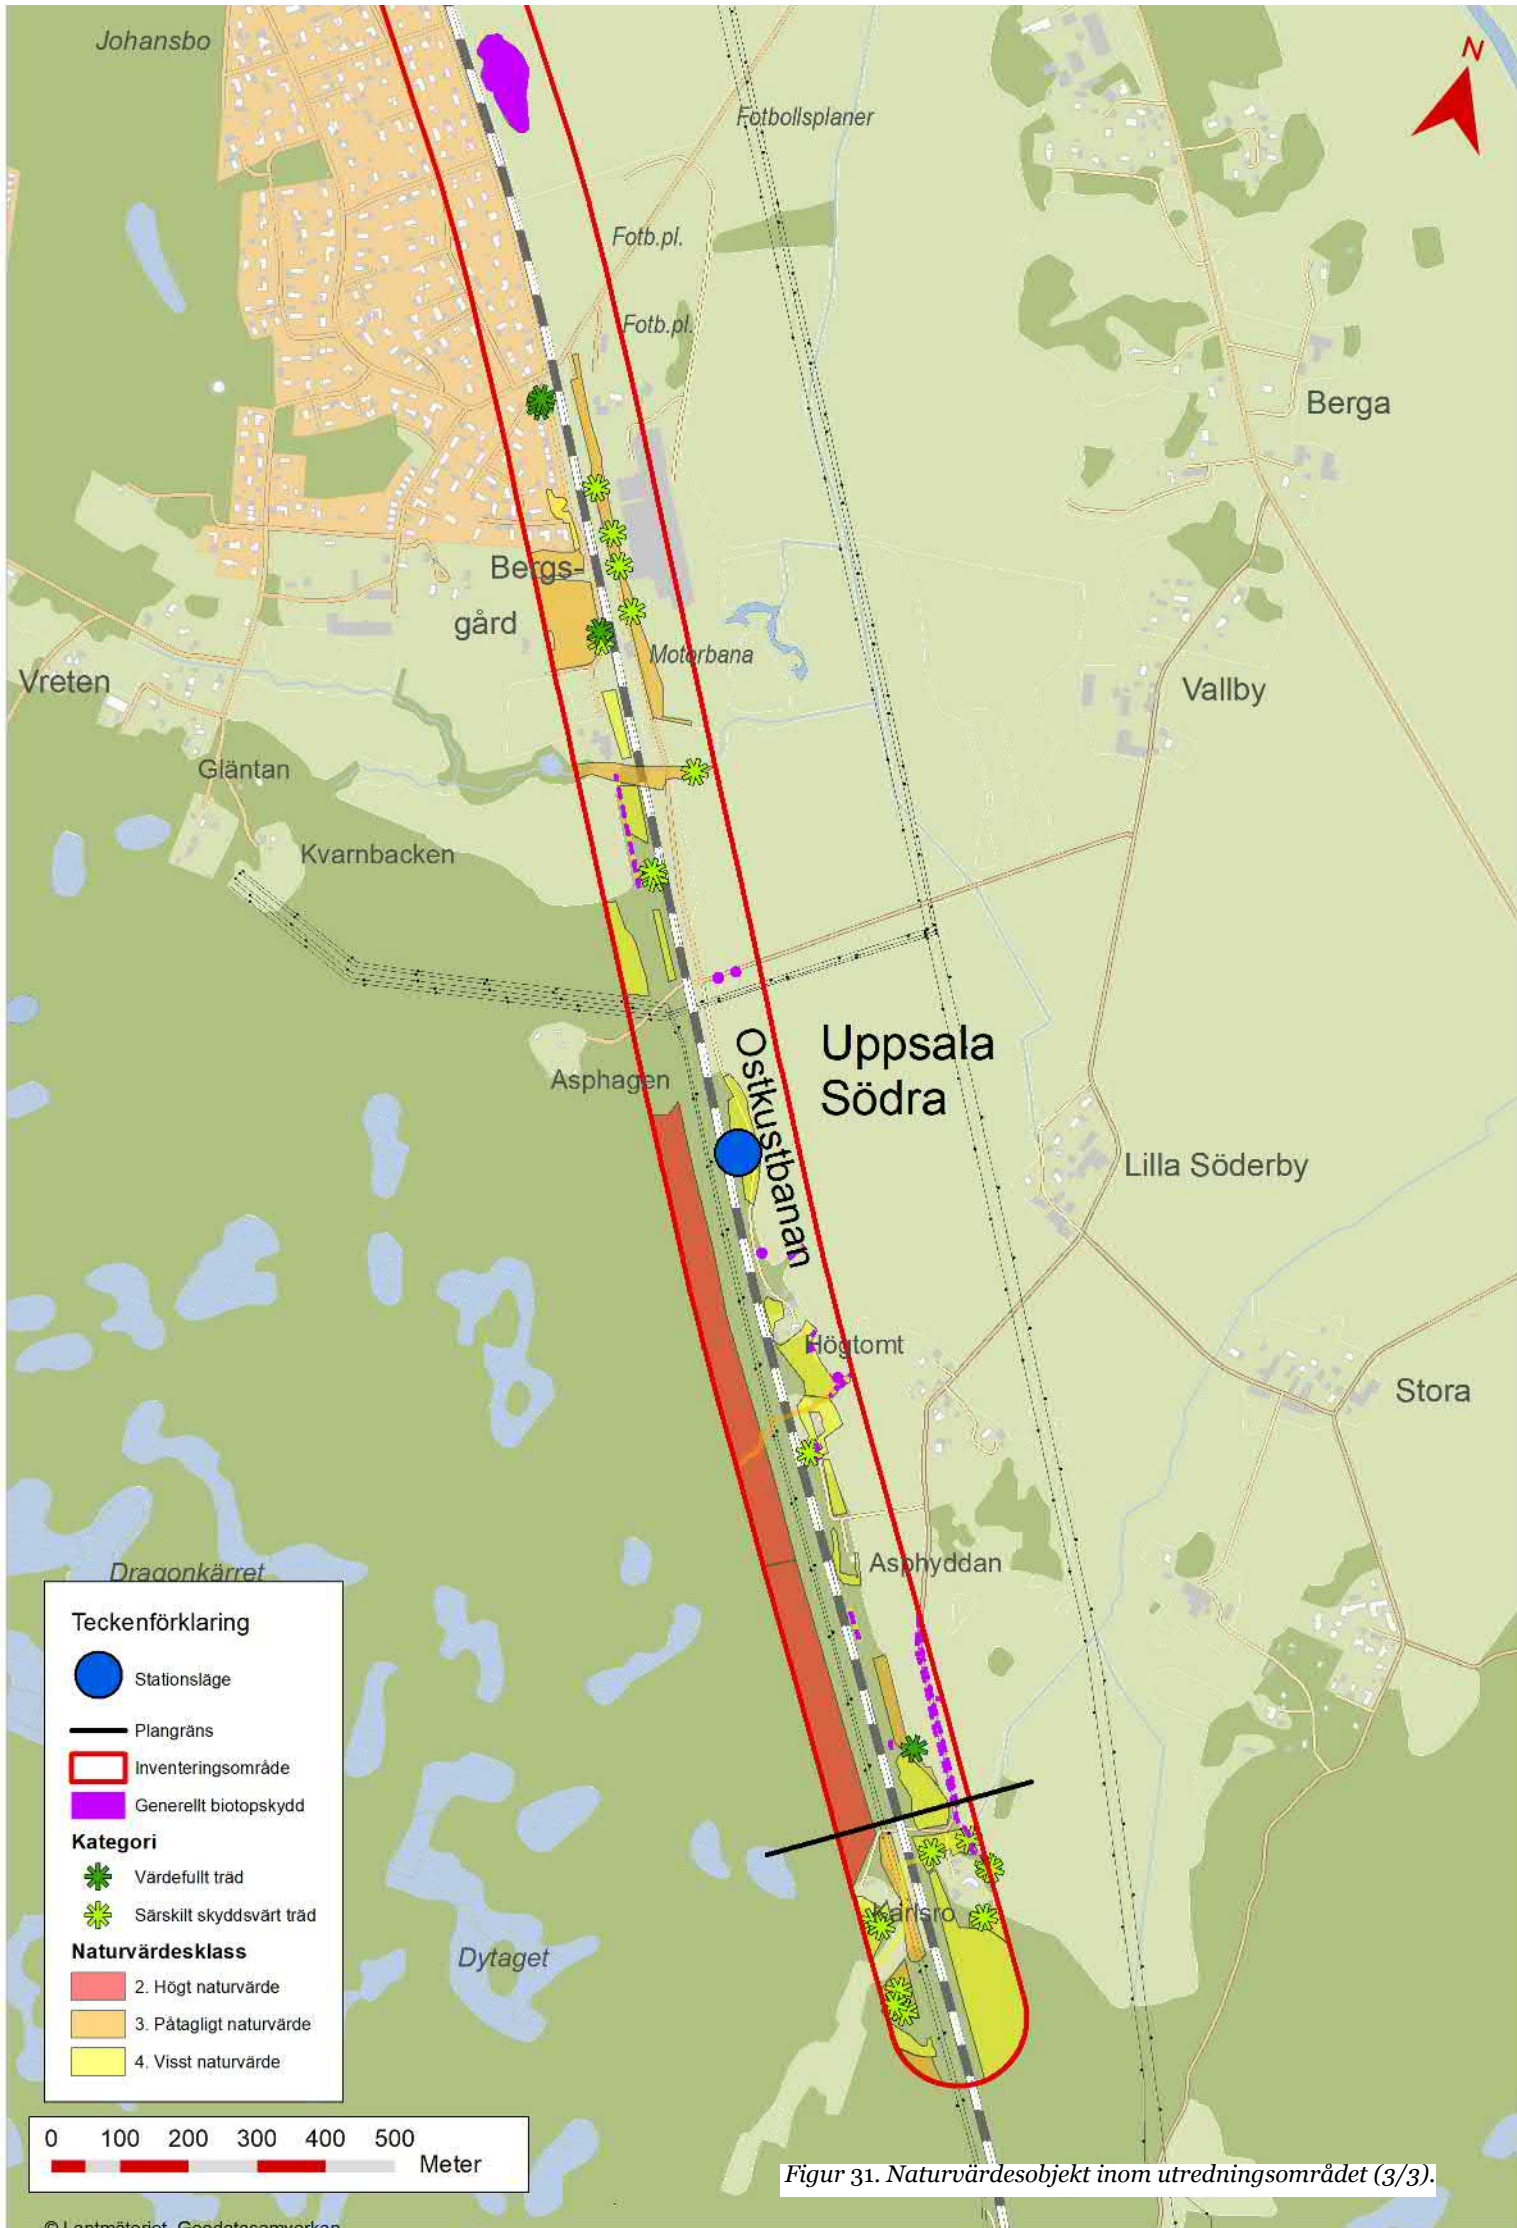 Johansbo
N
Fotbollsplaner
Fotb.pl.
Fotb.pl.
Berga
Bergs-
gård
Motorbana
Vreten
Vallby
Gläntan
Kvarnbacken
Ostkustbanan
Uppsala
Södra
Asphagen
Lilla Söderby
Högtomt
Stora
Asphyddan
Dragonkärret
Karlsro
Dytaget
Teckenförklaring
Stationsläge
Plangräns
Inventeringsområde
Generellt biotopskydd
Kategori
Värdefullt träd
Särskilt skyddsvärt träd
Naturvärdesklass
2. Högt naturvärde
3. Påtagligt naturvärde
4. Visst naturvärde
0 100 200 300 400 500
Meter
Figur 31. Naturvärdesobjekt inom utredningsområdet (3/3).
© Lantmäteriet, Geodatasamverkan